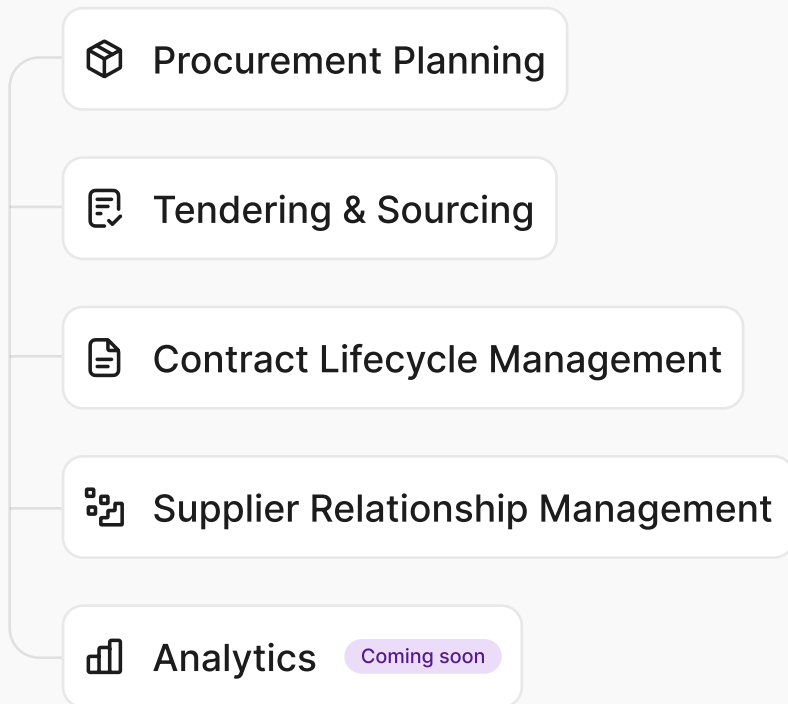 Procurement Planning
Tendering & Sourcing
Contract Lifecycle Management
Supplier Relationship Management
Analytics Coming soon